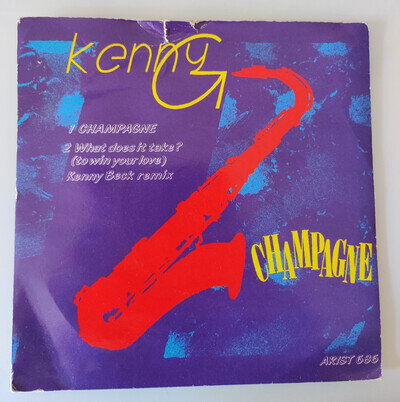 kenny G
1 CHAMPAGNE
2 What does it take?
(to win your love)
Kenny Beck remix
CHAMPAGNE
ARIST 686